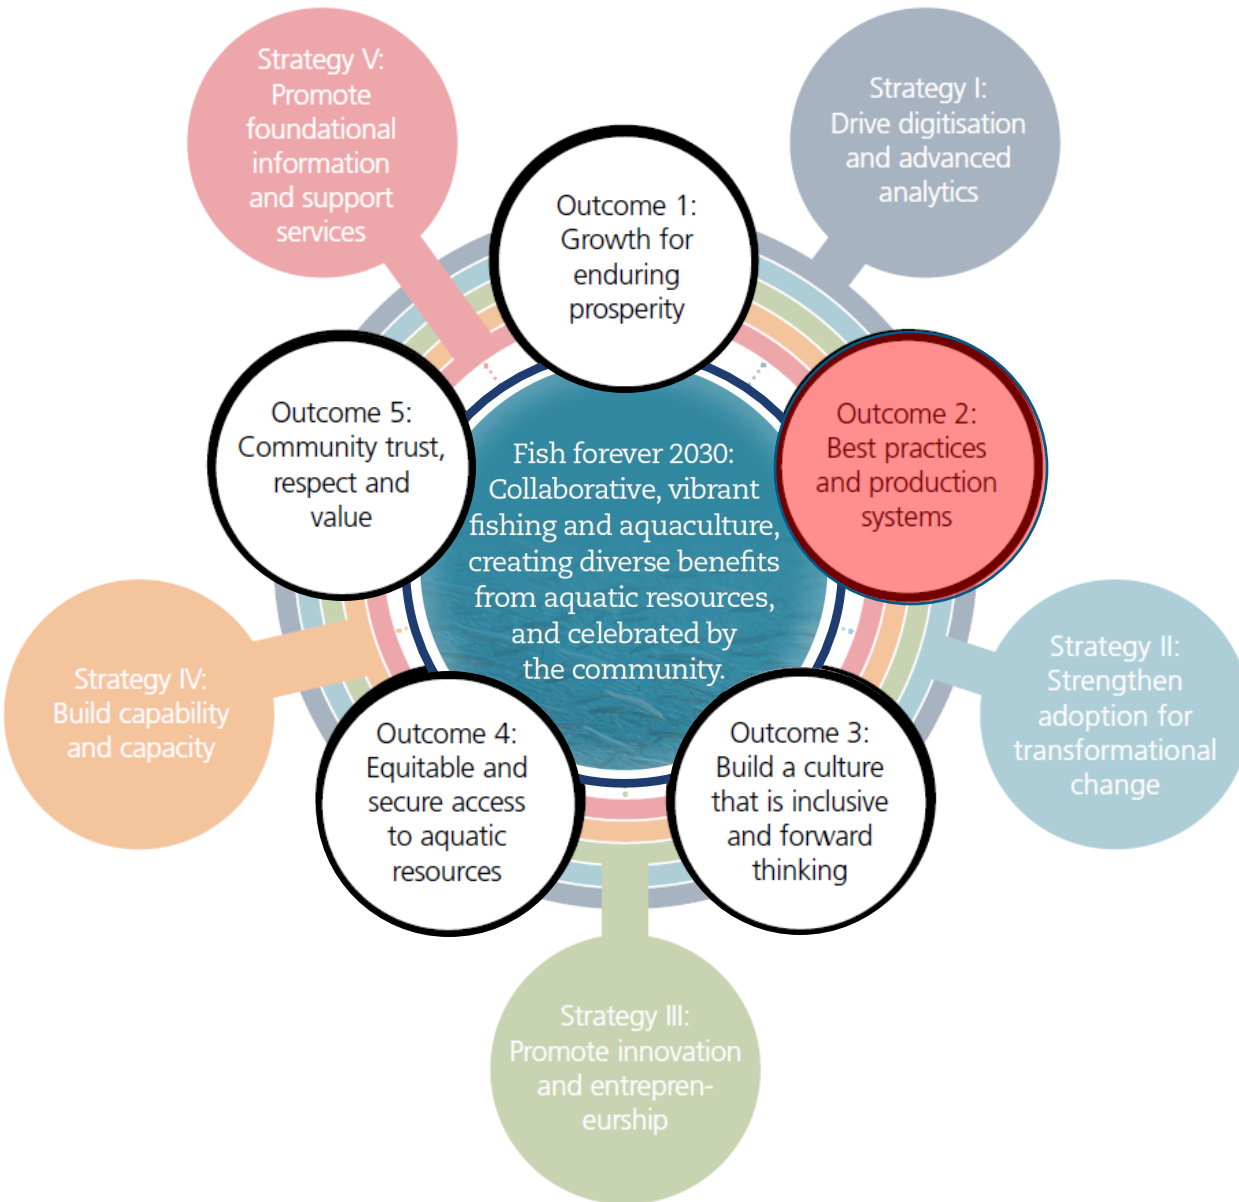 Strategy V:
Promote
foundational
information
and support
services
Strategy I:
Drive digitisation
and advanced
analytics
Outcome 1:
Growth for
enduring
prosperity
Outcome 5:
Community trust,
respect and
value
Fish forever 2030:
Collaborative, vibrant
fishing and aquaculture,
creating diverse benefits
from aquatic resources,
and celebrated by
the community.
Outcome 2:
Best practices
and production
systems
Strategy IV:
Build capability
and capacity
Strategy II:
Strengthen
adoption for
transformational
change
Outcome 4:
Equitable and
secure access
to aquatic
resources
Outcome 3:
Build a culture
that is inclusive
and forward
thinking
Strategy III:
Promote innovation
and entrepren-
eurship